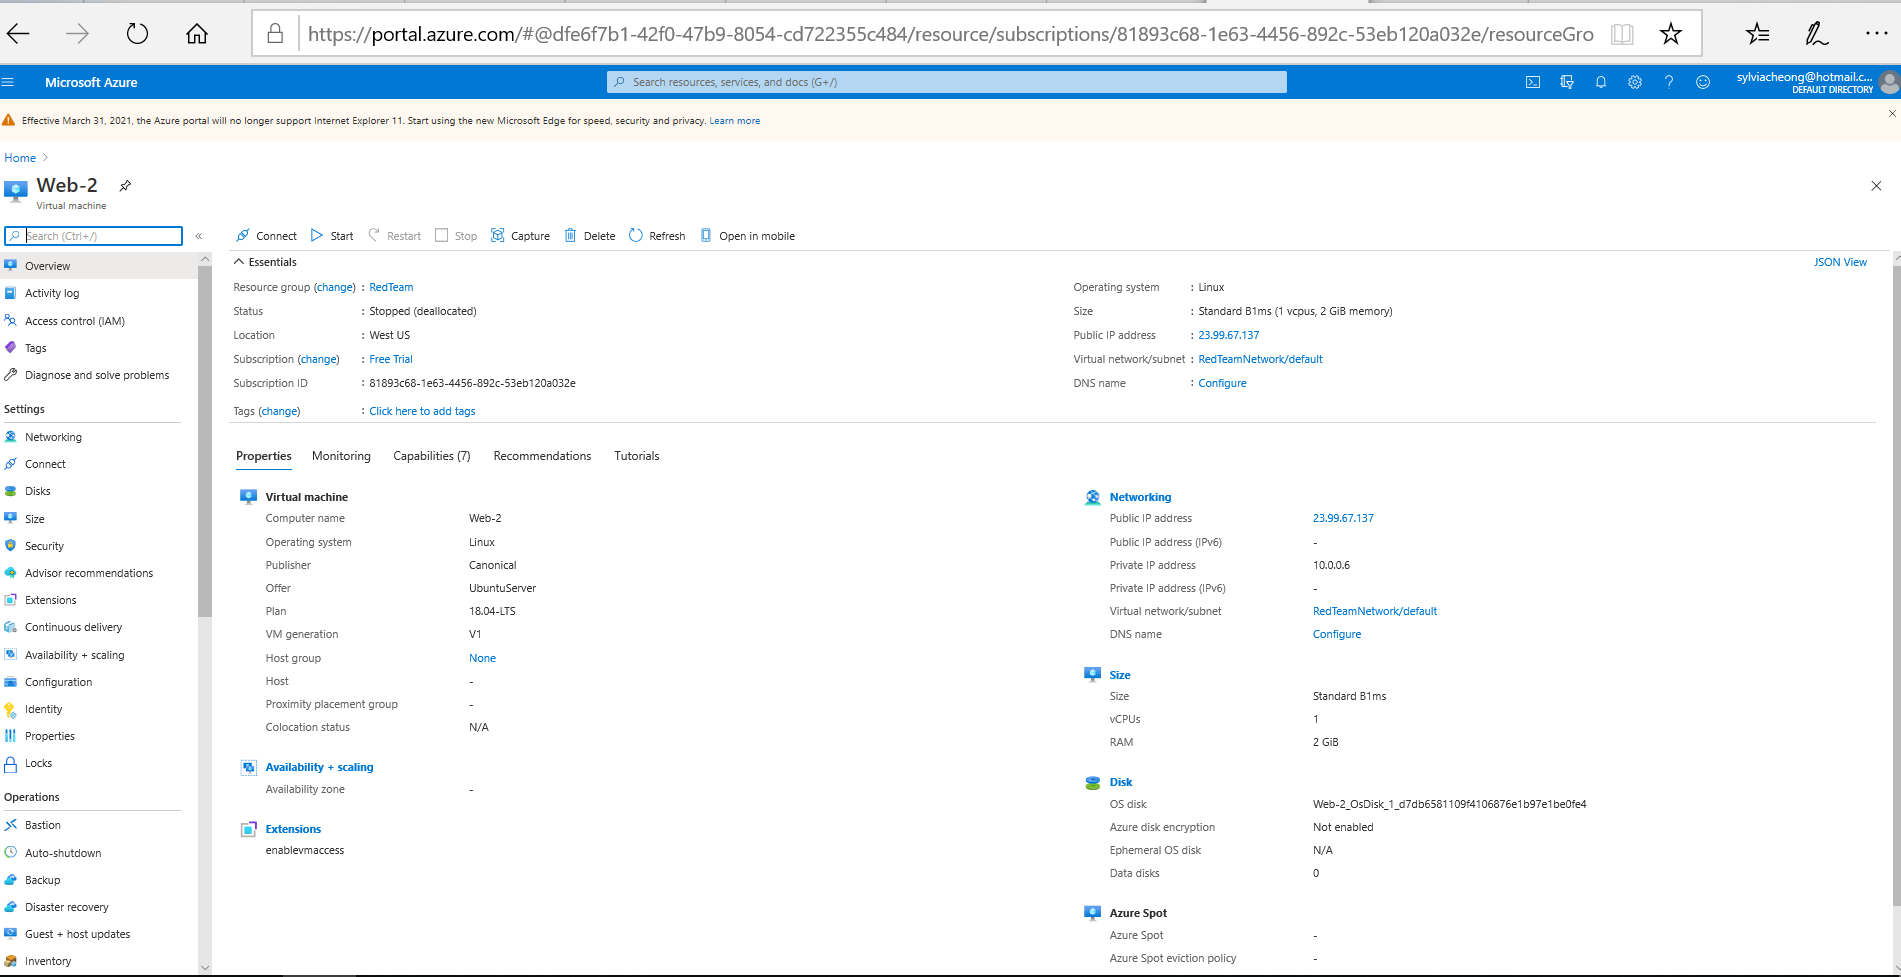 https://portal.azure.com/#@dfe6f7b1-42f0-47b9-8054-cd722355c484/resource/subscriptions/81893c68-1e63-4456-892c-53eb120a032e/resourceGro
Microsoft Azure
Search resources, services, and docs (G+/)
sylviacheong@hotmail.c...
DEFAULT DIRECTORY
Effective March 31, 2021, the Azure portal will no longer support Internet Explorer 11. Start using the new Microsoft Edge for speed, security and privacy. Learn more
Home
Web-2
Virtual machine
Search (Ctrl+/)
Connect Start Restart Stop Capture Delete Refresh Open in mobile
Overview
Activity log
Access control (IAM)
Tags
Diagnose and solve problems
Settings
Networking
Connect
Disks
Size
Security
Advisor recommendations
Extensions
Continuous delivery
Availability + scaling
Configuration
Identity
Properties
Locks
Operations
Bastion
Auto-shutdown
Backup
Disaster recovery
Guest + host updates
Inventory
Essentials
JSON View
Resource group (change) : RedTeam
Status : Stopped (deallocated)
Location : West US
Subscription (change) : Free Trial
Subscription ID : 81893c68-1e63-4456-892c-53eb120a032e
Tags (change) : Click here to add tags
Operating system : Linux
Size : Standard B1ms (1 vcpus, 2 GiB memory)
Public IP address : 23.99.67.137
Virtual network/subnet : RedTeamNetwork/default
DNS name : Configure
Properties Monitoring Capabilities (7) Recommendations Tutorials
Virtual machine
Computer name Web-2
Operating system Linux
Publisher Canonical
Offer UbuntuServer
Plan 18.04-LTS
VM generation V1
Host group None
Host -
Proximity placement group -
Colocation status N/A
Availability + scaling
Availability zone -
Extensions
enablevmaccess
Networking
Public IP address 23.99.67.137
Public IP address (IPv6) -
Private IP address 10.0.0.6
Private IP address (IPv6) -
Virtual network/subnet RedTeamNetwork/default
DNS name Configure
Size
Size Standard B1ms
vCPUs 1
RAM 2 GiB
Disk
OS disk Web-2_OsDisk_1_d7db6581109f4106876e1b97e1be0fe4
Azure disk encryption Not enabled
Ephemeral OS disk N/A
Data disks 0
Azure Spot
Azure Spot -
Azure Spot eviction policy -